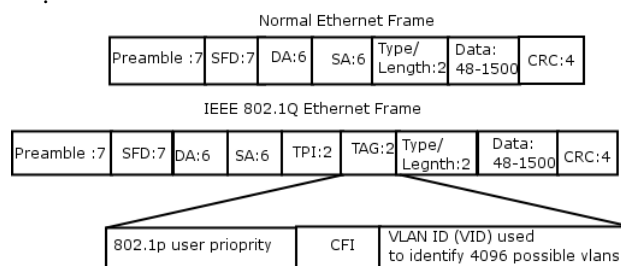 Normal Ethernet Frame
Preamble :7 SFD:7 DA:6 SA:6 Type/ Length:2 Data: 48-1500 CRC:4
IEEE 802.1Q Ethernet Frame
Preamble :7 SFD:7 DA:6 SA:6 TPI:2 TAG:2 Type/ Legnth:2 Data: 48-1500 CRC:4
802.1p user prioprity CFI VLAN ID (VID) used
to identify 4096 possible vlans